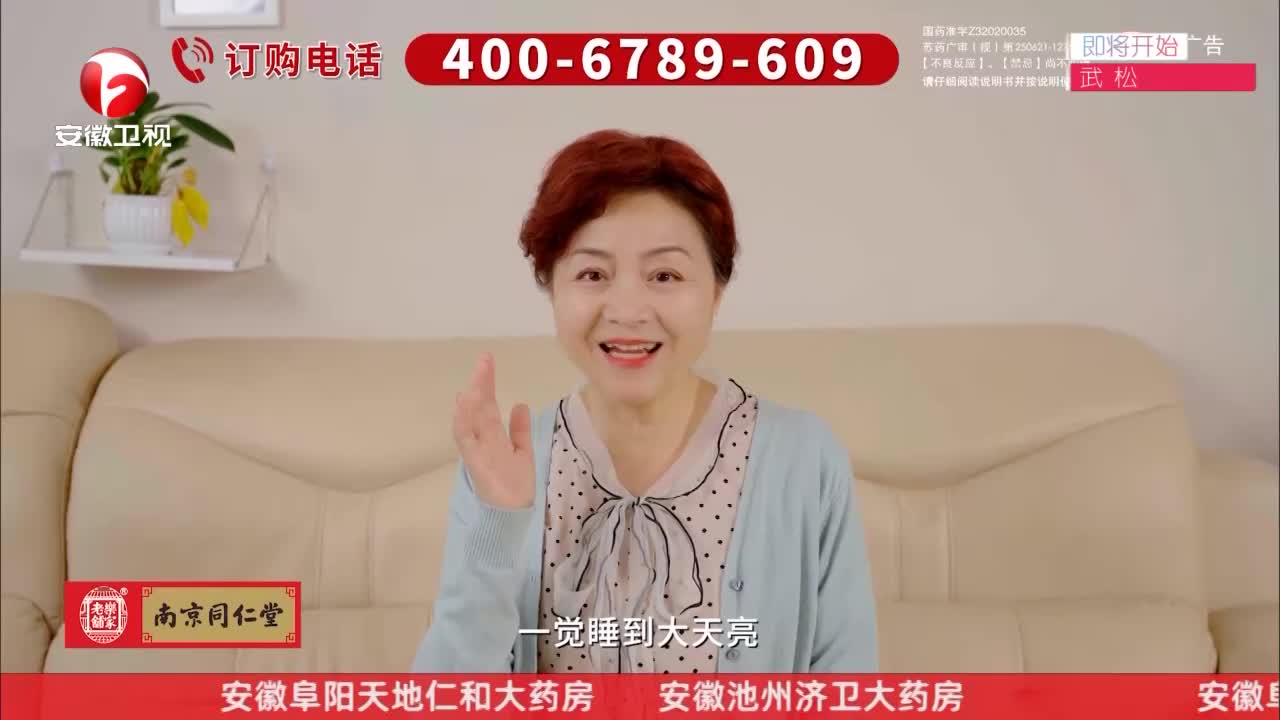 订购电话
400-6789-609
国药准字Z32020035
苏药广审(视)第250621-12
【不良反应】、【禁忌】尚不
请仔细阅读说明书并按说明
即将开始
广告
武松
安徽卫视
老铺
樂家
南京同仁堂
一觉睡到大天亮
安徽阜阳天地仁和大药房 安徽池州济卫大药房 安徽